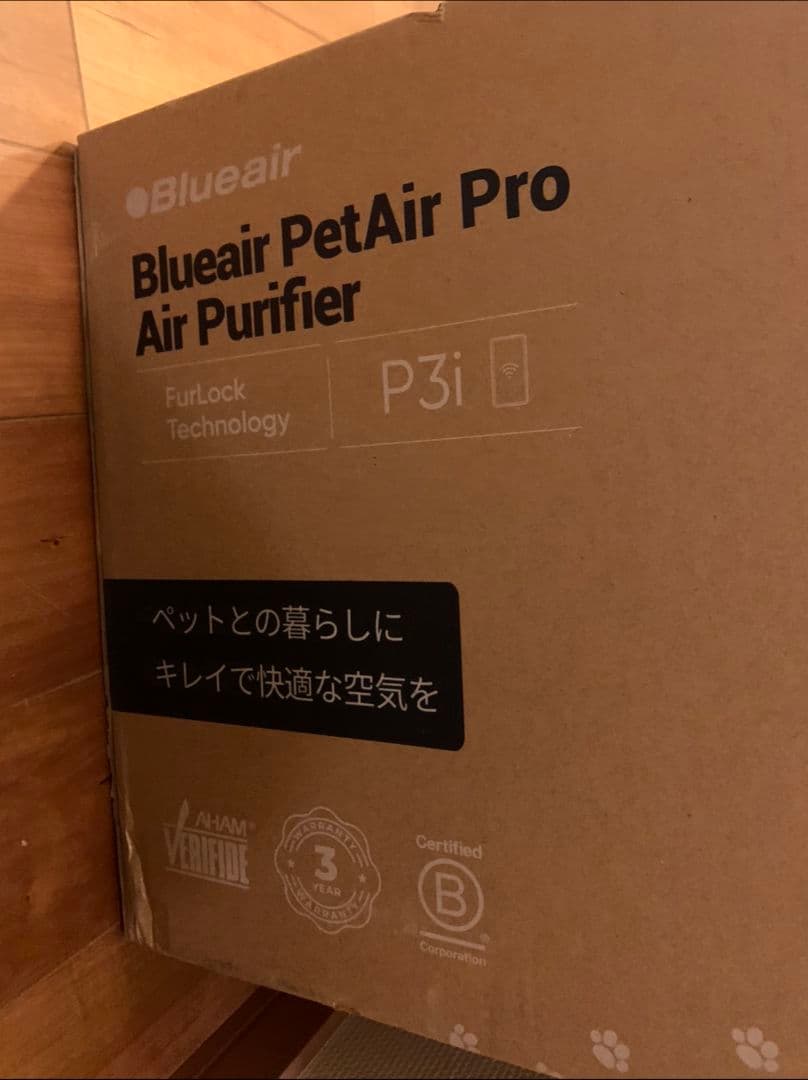 Blueair
Blueair PetAir Pro
Air Purifier
FurLock
Technology
P3i
ペットとの暮らしに
キレイで快適な空気を
AHAM®
VERIFIDE
WARRANTY
3
YEAR
WARRANTY
Certified
B
Corporation